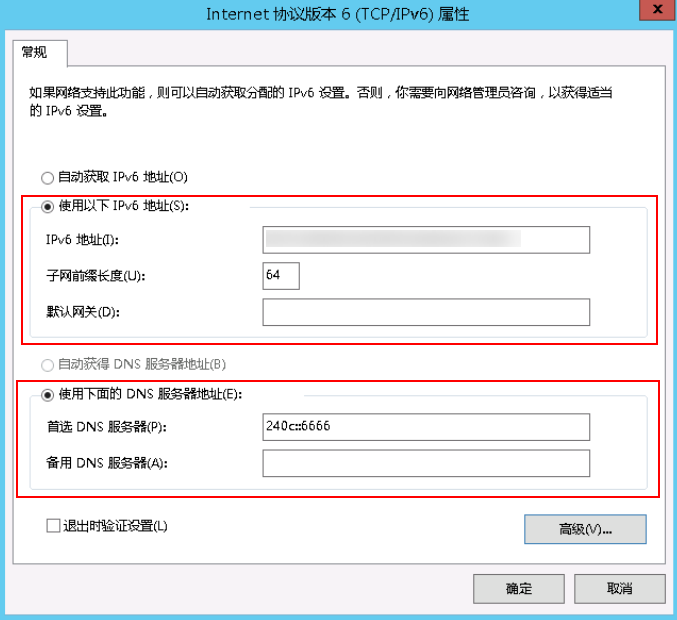 Internet 协议版本 6 (TCP/IPv6) 属性
x
常规
如果网络支持此功能，则可以自动获取分配的 IPv6 设置。否则，你需要向网络管理员咨询，以获得适当
的 IPv6 设置。
自动获取 IPv6 地址(O)
使用以下 IPv6 地址(S):
IPv6 地址(I):
子网前缀长度(U):
64
默认网关(D):
自动获得 DNS 服务器地址(B)
使用下面的 DNS 服务器地址(E):
首选 DNS 服务器(P):
240c::6666
备用 DNS 服务器(A):
退出时验证设置(L)
高级(V)...
确定
取消